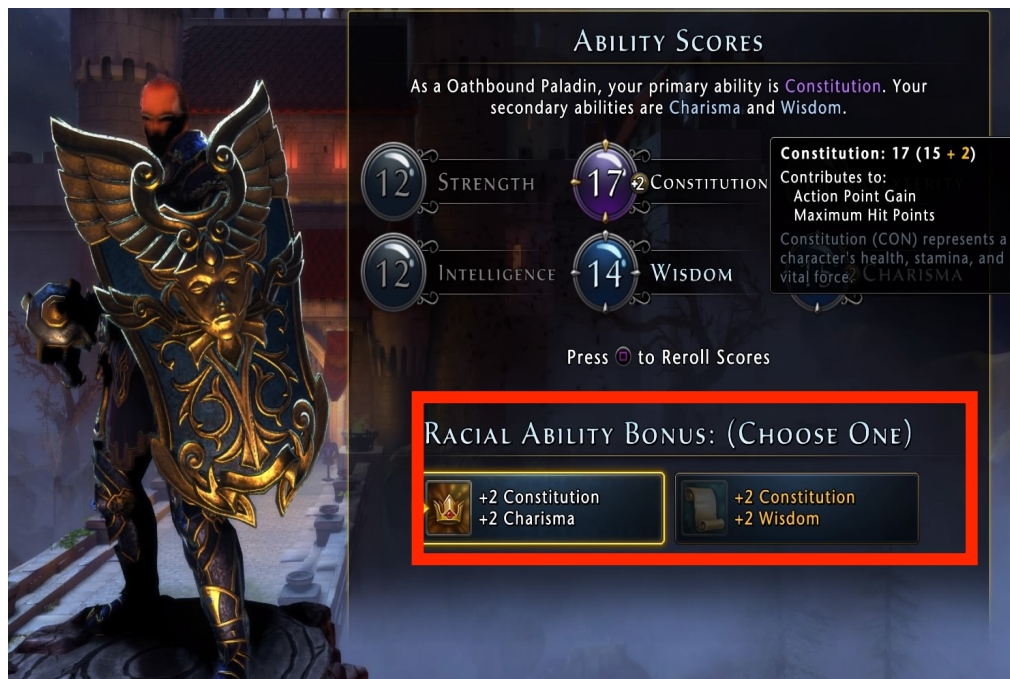 ABILITY SCORES
As a Oathbound Paladin, your primary ability is Constitution. Your
secondary abilities are Charisma and Wisdom.
12 STRENGTH
17 +2 CONSTITUTION
Constitution: 17 (15 + 2)
Contributes to:
Action Point Gain
Maximum Hit Points
Constitution (CON) represents a
character's health, stamina, and
vital force.
12 INTELLIGENCE
14 WISDOM
CHARISMA
Press to Reroll Scores
RACIAL ABILITY BONUS: (CHOOSE ONE)
+2 Constitution
+2 Charisma
+2 Constitution
+2 Wisdom